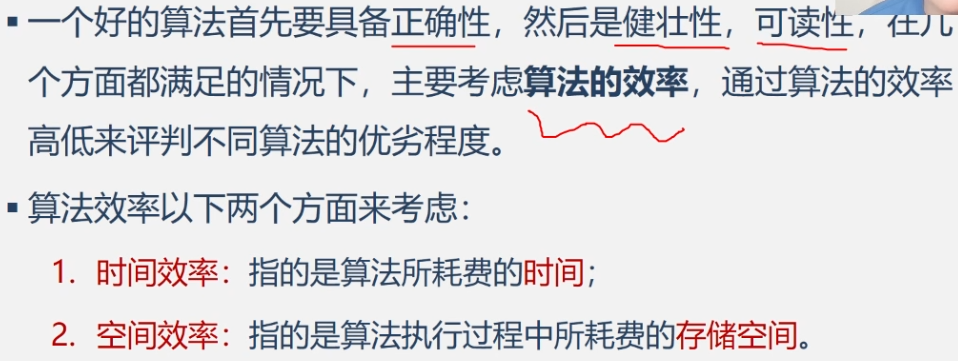 ▪ 一个好的算法首先要具备正确性，然后是健壮性，可读性，在几
个方面都满足的情况下，主要考虑算法的效率，通过算法的效率
高低来评判不同算法的优劣程度。
▪ 算法效率以下两个方面来考虑：
1. 时间效率：指的是算法所耗费的时间；
2. 空间效率：指的是算法执行过程中所耗费的存储空间。